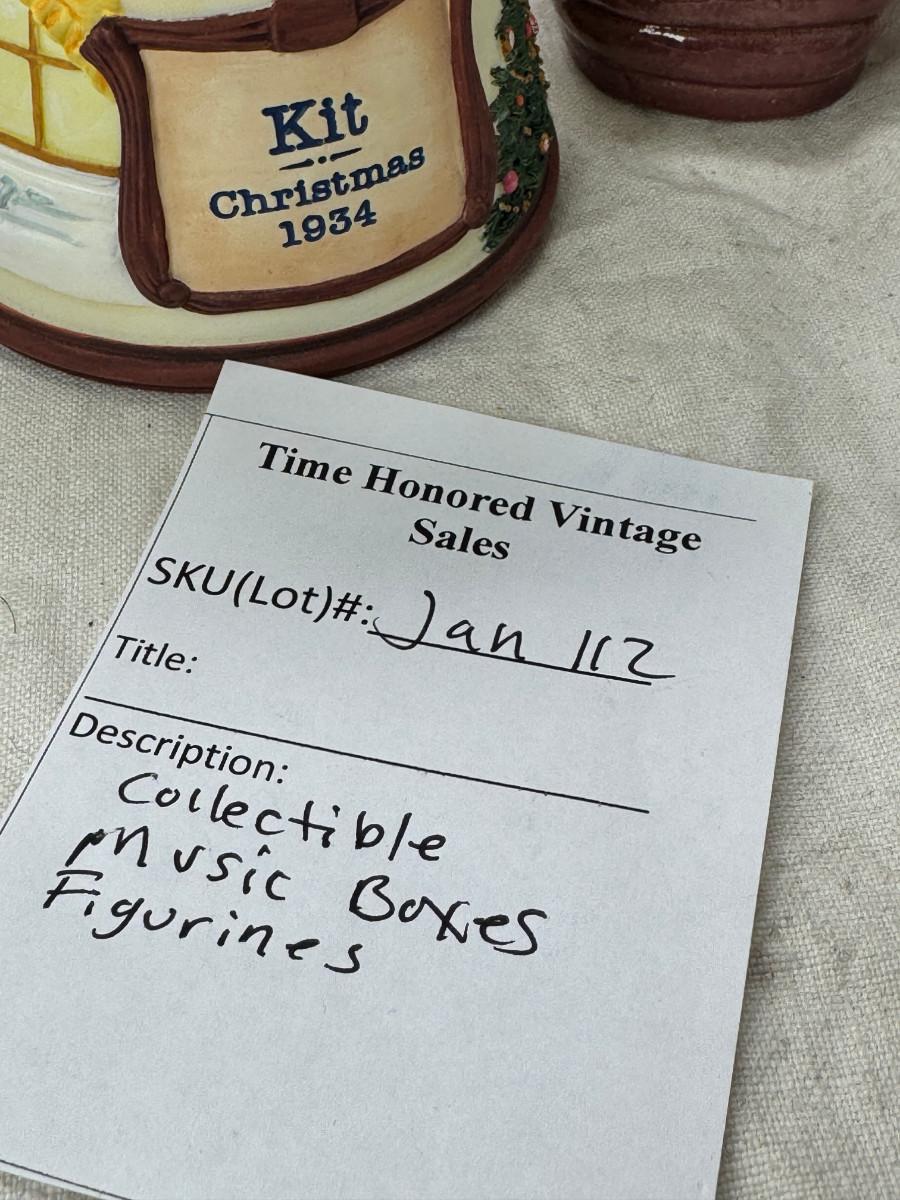 Kit
Christmas
1934
Time Honored Vintage
Sales
SKU(Lot)#: Jan 112
Title:
Description:
Collectible
Music Boxes
Figurines